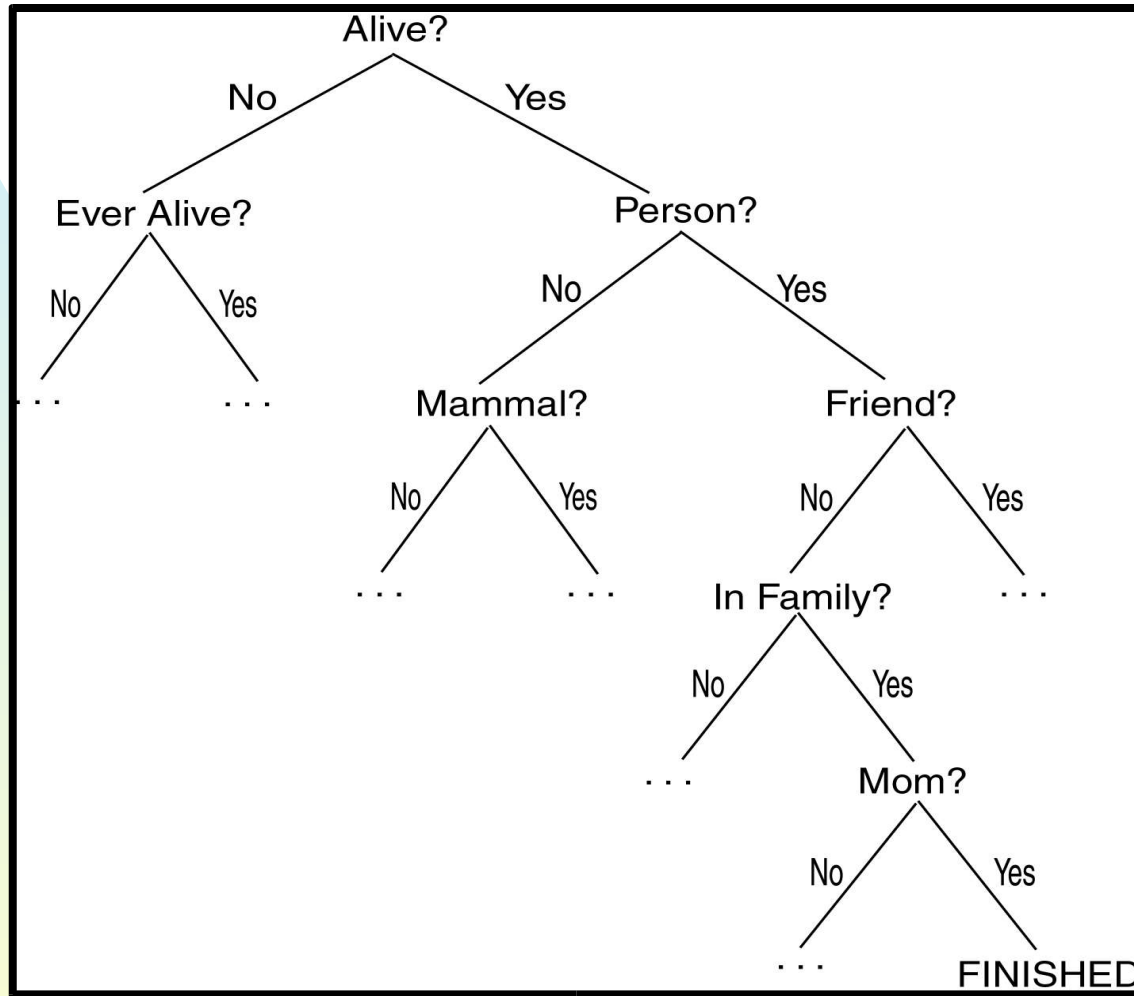 Alive?
No Yes
Ever Alive? Person?
No Yes No Yes
... ... Mammal? Friend?
No Yes No Yes
... ... In Family? ...
No Yes
... Mom?
No Yes
... FINISHED